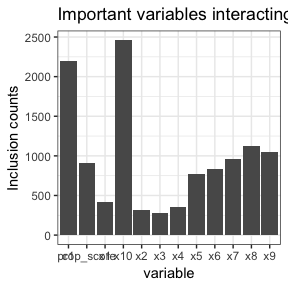 Important variables interacting
Inclusion counts
2500
2000
1500
1000
500
0
x10 x2 x3 x4 x5 x6 x7 x8 x9
variable